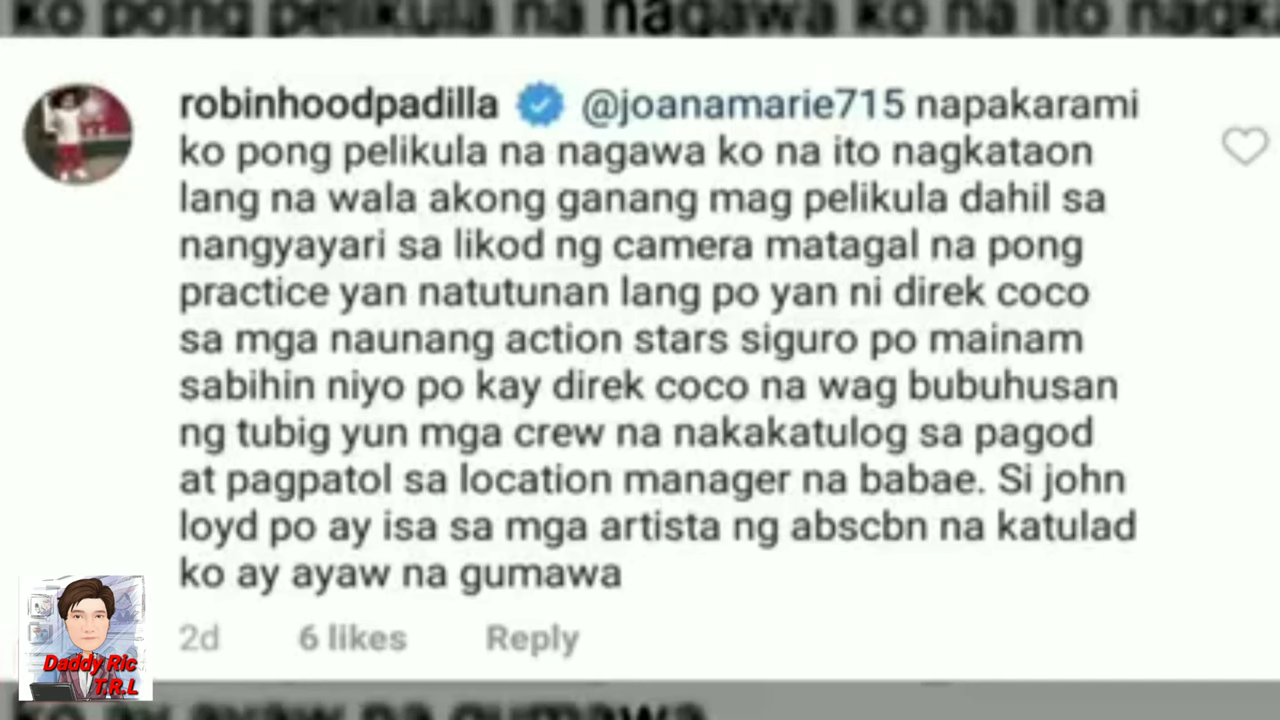 ko pong pelikula na nagawa ko na ito nagka
robinhoodpadilla @joanamarie715 napakarami
ko pong pelikula na nagawa ko na ito nagkataon
lang na wala akong ganang mag pelikula dahil sa
nangyayari sa likod ng camera matagal na pong
practice yan natutunan lang po yan ni direk coco
sa mga naunang action stars siguro po mainam
sabihin niyo po kay direk coco na wag bubuhusan
ng tubig yun mga crew na nakakatulog sa pagod
at pagpatol sa location manager na babae. Si john
loyd po ay isa sa mga artista ng abscbn na katulad
ko ay ayaw na gumawa
2d 6 likes Reply
Daddy Ric
T.R.L
ko ay ayaw na gumawa